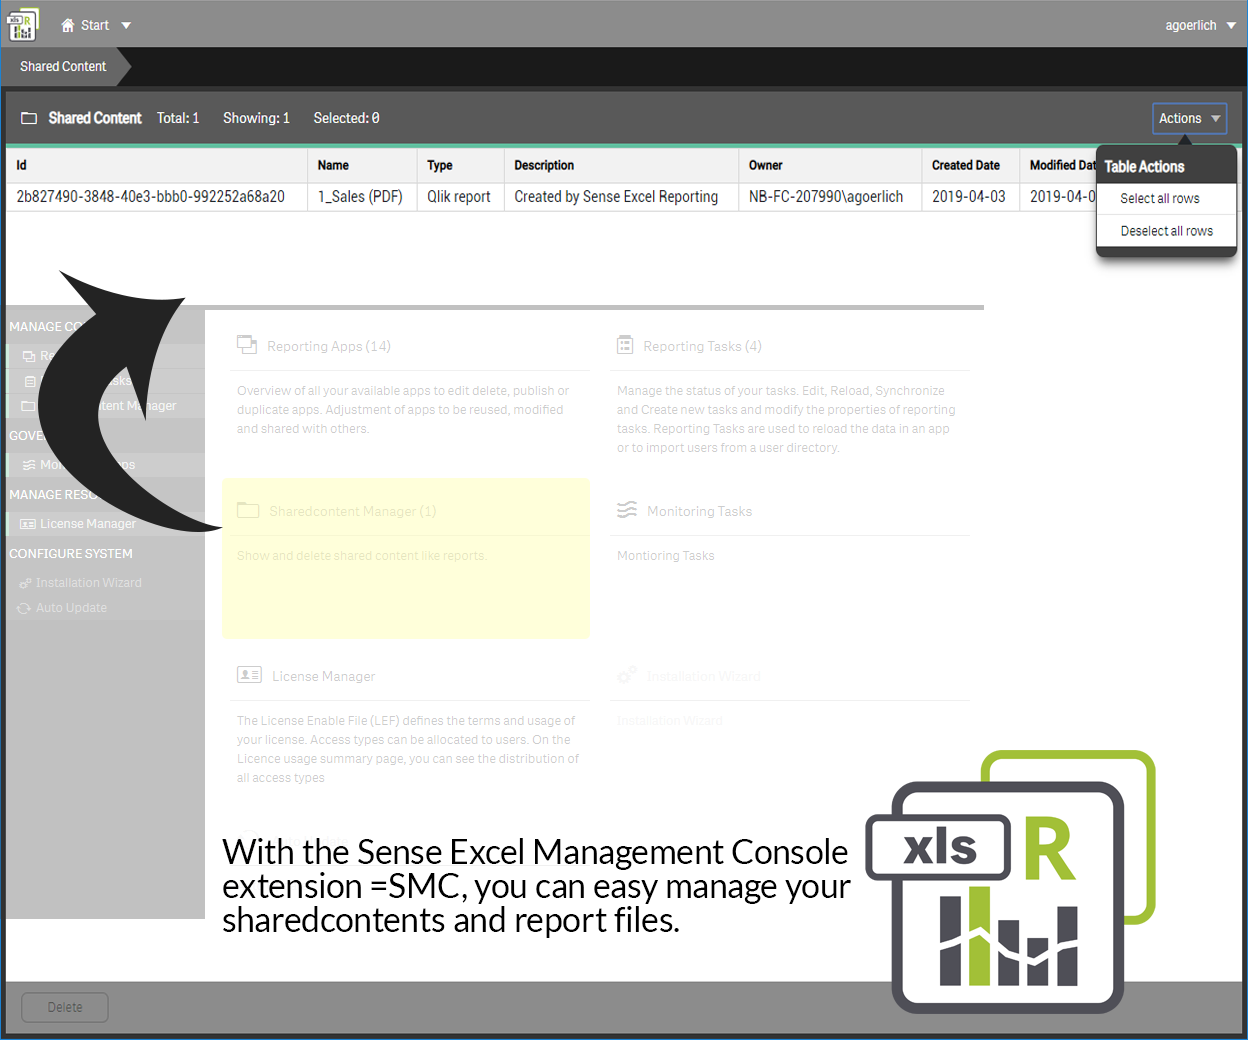 xls R
Start
agoerlich
Shared Content
Shared Content Total: 1 Showing: 1 Selected: 0
Actions
Id Name Type Description Owner Created Date Modified Dat
2b827490-3848-40e3-bbb0-992252a68a20 1_Sales (PDF) Qlik report Created by Sense Excel Reporting NB-FC-207990\agoerlich 2019-04-03 2019-04-0
Table Actions
Select all rows
Deselect all rows
MANAGE CO
Re
sks
tent Manager
GOVE
Mon ps
MANAGE RESO
License Manager
CONFIGURE SYSTEM
Installation Wizard
Auto Update
Reporting Apps (14)
Overview of all your available apps to edit delete, publish or
duplicate apps. Adjustment of apps to be reused, modified
and shared with others.
Reporting Tasks (4)
Manage the status of your tasks. Edit, Reload, Synchronize
and Create new tasks and modify the properties of reporting
tasks. Reporting Tasks are used to reload the data in an app
or to import users from a user directory.
Sharedcontent Manager (1)
Show and delete shared content like reports.
Monitoring Tasks
Montioring Tasks
License Manager
The License Enable File (LEF) defines the terms and usage of
your license. Access types can be allocated to users. On the
Licence usage summary page, you can see the distribution of
all access types
Installation Wizard
Installation Wizard
With the Sense Excel Management Console
extension =SMC, you can easy manage your
sharedcontents and report files.
xls R
Delete